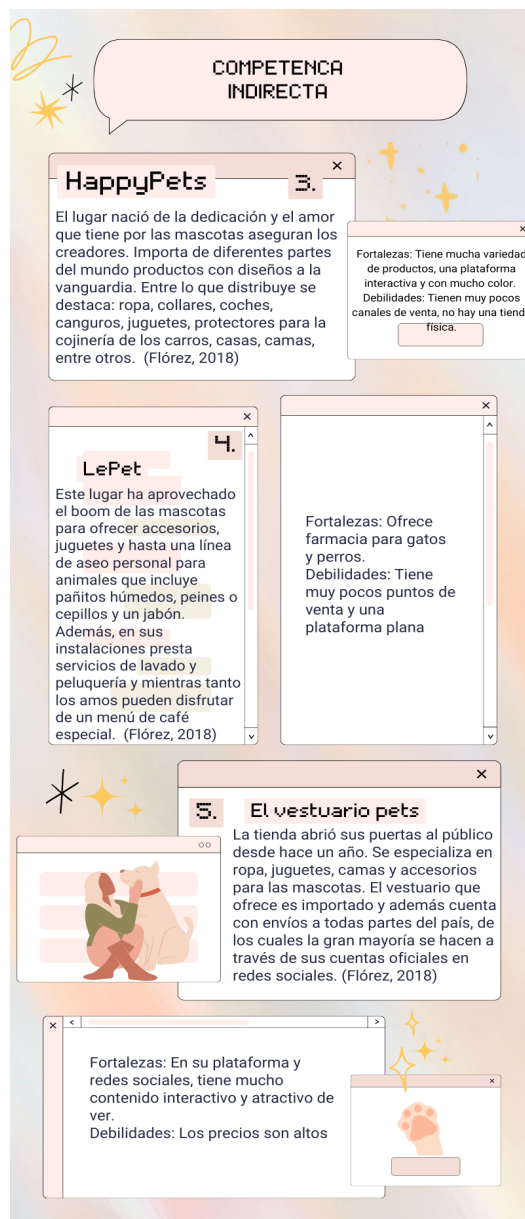 COMPETENCA
INDIRECTA
HappyPets
3.
El lugar nació de la dedicación y el amor
que tiene por las mascotas aseguran los
creadores. Importa de diferentes partes
del mundo productos con diseños a la
vanguardia. Entre lo que distribuye se
destaca: ropa, collares, coches,
canguros, juguetes, protectores para la
cojinería de los carros, casas, camas,
entre otros. (Flórez, 2018)
Fortalezas: Tiene mucha variedad
de productos, una plataforma
interactiva y con mucho color.
Debilidades: Tienen muy pocos
canales de venta, no hay una tiend
física.
4.
LePet
Este lugar ha aprovechado
el boom de las mascotas
para ofrecer accesorios,
juguetes y hasta una línea
de aseo personal para
animales que incluye
pañitos húmedos, peines o
cepillos y un jabón.
Además, en sus
instalaciones presta
servicios de lavado y
peluquería y mientras tanto
los amos pueden disfrutar
de un menú de café
especial. (Flórez, 2018)
Fortalezas: Ofrece
farmacia para gatos
y perros.
Debilidades: Tiene
muy pocos puntos de
venta y una
plataforma plana
5.
El vestuario pets
La tienda abrió sus puertas al público
desde hace un año. Se especializa en
ropa, juguetes, camas y accesorios
para las mascotas. El vestuario que
ofrece es importado y además cuenta
con envíos a todas partes del país, de
los cuales la gran mayoría se hacen a
través de sus cuentas oficiales en
redes sociales. (Flórez, 2018)
Fortalezas: En su plataforma y
redes sociales, tiene mucho
contenido interactivo y atractivo de
ver.
Debilidades: Los precios son altos